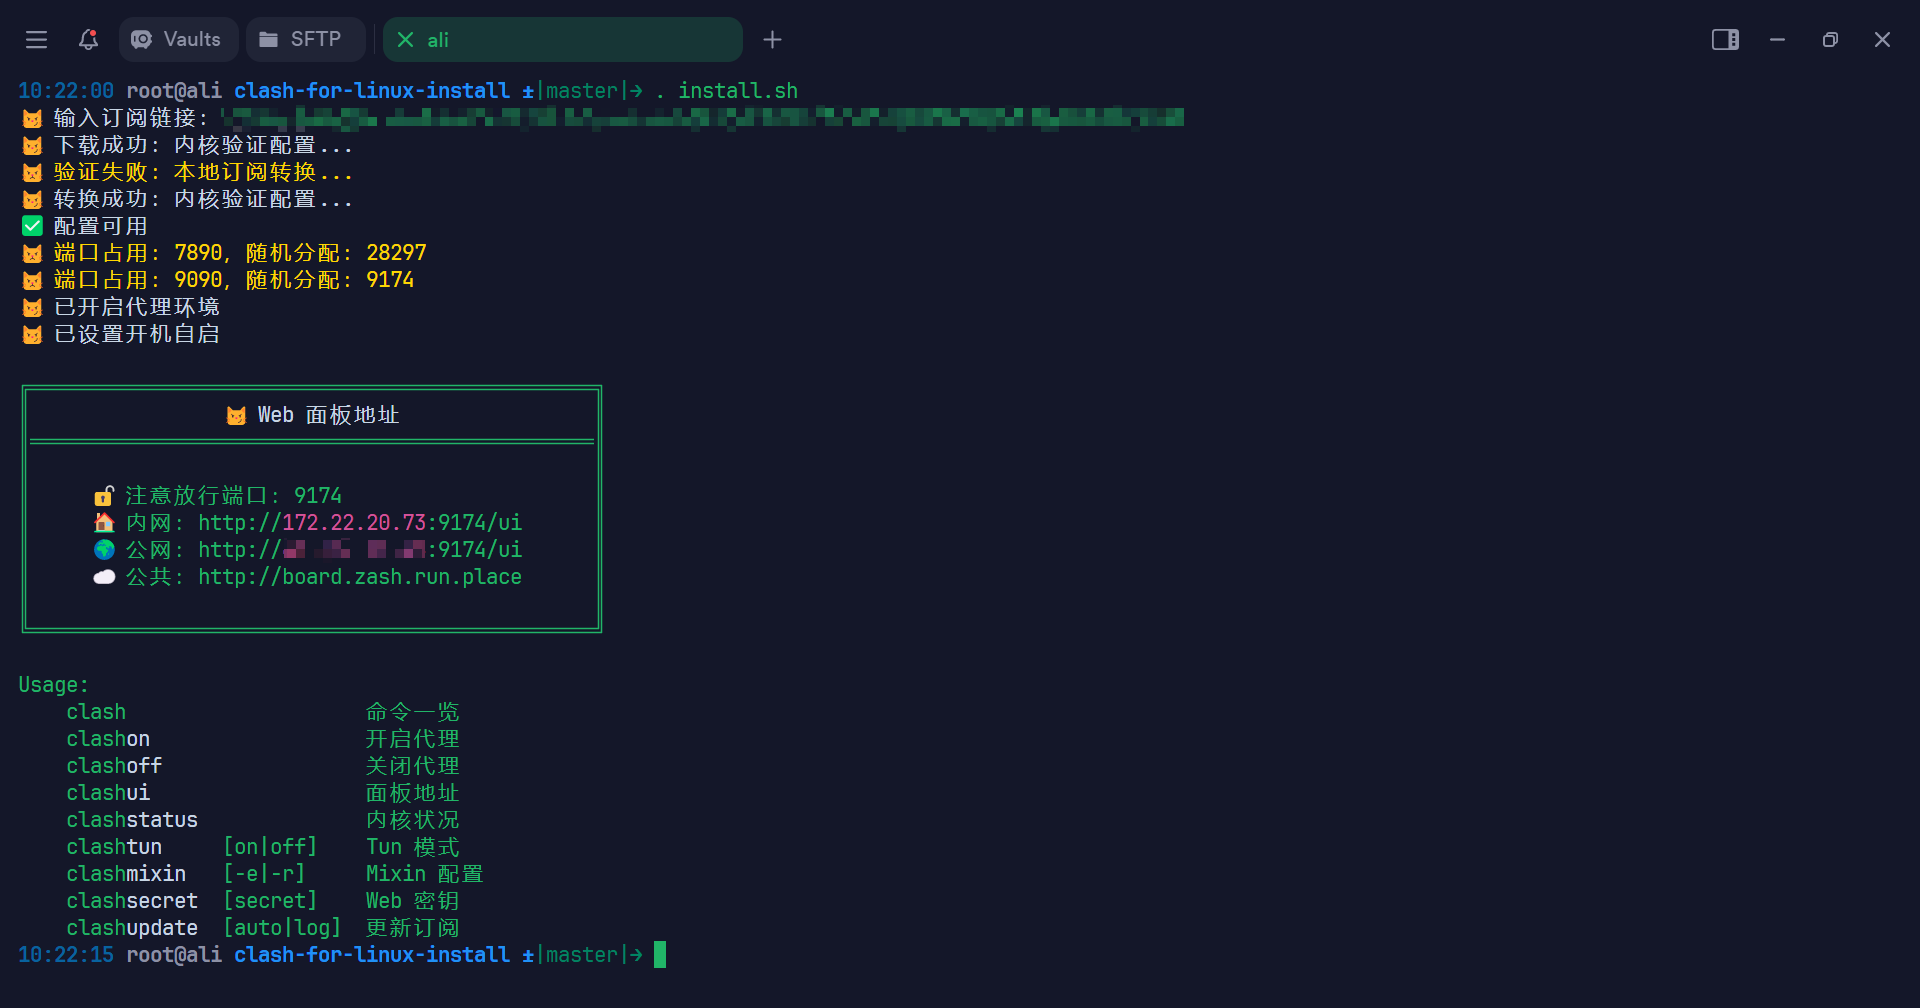 Vaults SFTP ali
10:22:00 root@ali clash-for-linux-install ±|master|→ . install.sh
😼 输入订阅链接:
😼 下载成功: 内核验证配置...
😾 验证失败: 本地订阅转换...
😼 转换成功: 内核验证配置...
✅ 配置可用
😾 端口占用: 7890, 随机分配: 28297
😾 端口占用: 9090, 随机分配: 9174
😼 已开启代理环境
😼 已设置开机自启
😼 Web 面板地址
🔓 注意放行端口: 9174
🏠 内网: http://172.22.20.73:9174/ui
🌍 公网: http://:9174/ui
☁️ 公共: http://board.zash.run.place
Usage:
clash 命令一览
clashon 开启代理
clashoff 关闭代理
clashui 面板地址
clashstatus 内核状况
clashtun [on|off] Tun 模式
clashmixin [-e|-r] Mixin 配置
clashsecret [secret] Web 密钥
clashupdate [auto|log] 更新订阅
10:22:15 root@ali clash-for-linux-install ±|master|→